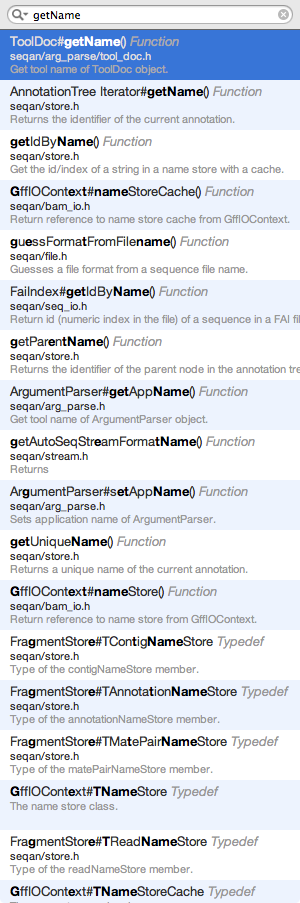 getName
ToolDoc#getName() Function
seqan/arg_parse/tool_doc.h
Get tool name of ToolDoc object.
AnnotationTree Iterator#getName() Function
seqan/store.h
Returns the identifier of the current annotation.
getIdByName() Function
seqan/store.h
Get the id/index of a string in a name store with a cache.
GffIOContext#nameStoreCache() Function
seqan/bam_io.h
Return reference to name store cache from GffIOContext.
guessFormatFromFilename() Function
seqan/file.h
Guesses a file format from a sequence file name.
FaiIndex#getIdByName() Function
seqan/seq_io.h
Return id (numeric index in the file) of a sequence in a FAI fi
getParentName() Function
seqan/store.h
Returns the identifier of the parent node in the annotation tre
ArgumentParser#getAppName() Function
seqan/arg_parse.h
Get tool name of ArgumentParser object.
getAutoSeqStreamFormatName() Function
seqan/stream.h
Returns
ArgumentParser#setAppName() Function
seqan/arg_parse.h
Sets application name of ArgumentParser.
getUniqueName() Function
seqan/store.h
Returns a unique name of the current annotation.
GffIOContext#nameStore() Function
seqan/bam_io.h
Return reference to name store from GffIOContext.
FragmentStore#TContigNameStore Typedef
seqan/store.h
Type of the contigNameStore member.
FragmentStore#TAnnotationNameStore Typedef
seqan/store.h
Type of the annotationNameStore member.
FragmentStore#TMatePairNameStore Typedef
seqan/store.h
Type of the matePairNameStore member.
GffIOContext#TNameStore Typedef
The name store class.
FragmentStore#TReadNameStore Typedef
seqan/store.h
Type of the readNameStore member.
GffIOContext#TNameStoreCache Typedef